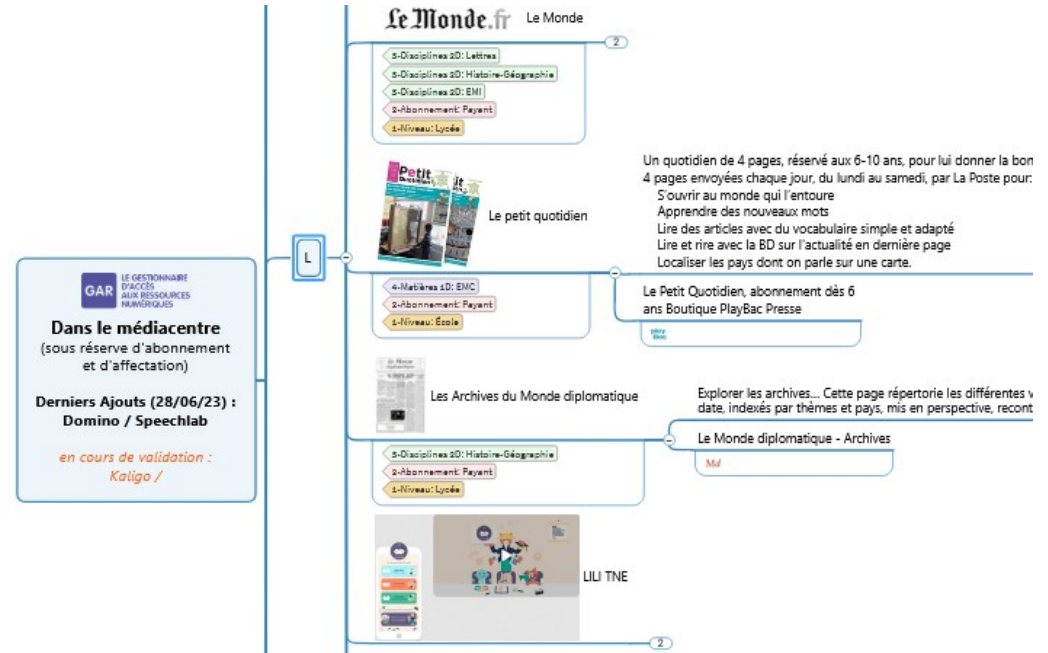 Le Monde.fr Le Monde
2
5-Disciplines 2D: Lettres
5-Disciplines 2D: Histoire-Géographie
5-Disciplines 2D: EMI
2-Abonnement: Payant
1-Niveau: Lycée
Petit
Quotidien
Le petit quotidien
Un quotidien de 4 pages, réservé aux 6-10 ans, pour lui donner la bon
4 pages envoyées chaque jour, du lundi au samedi, par La Poste pour:
S'ouvrir au monde qui l'entoure
Apprendre des nouveaux mots
Lire des articles avec du vocabulaire simple et adapté
Lire et rire avec la BD sur l'actualité en dernière page
Localiser les pays dont on parle sur une carte.
Le Petit Quotidien, abonnement dès 6
ans Boutique PlayBac Presse
play
Bac
4-Matières 1D: EMC
2-Abonnement: Payant
1-Niveau: École
L
GAR
LE GESTIONNAIRE
D'ACCÈS
AUX RESSOURCES
NUMÉRIQUES
Dans le médiacentre
(sous réserve d'abonnement
et d'affectation)
Derniers Ajouts (28/06/23) :
Domino / Speechlab
en cours de validation :
Kaligo /
Les Archives du Monde diplomatique
Explorer les archives... Cette page répertorie les différentes v
date, indexés par thèmes et pays, mis en perspective, recont
Le Monde diplomatique - Archives
Md
5-Disciplines 2D: Histoire-Géographie
2-Abonnement: Payant
1-Niveau: Lycée
LILI TNE
2